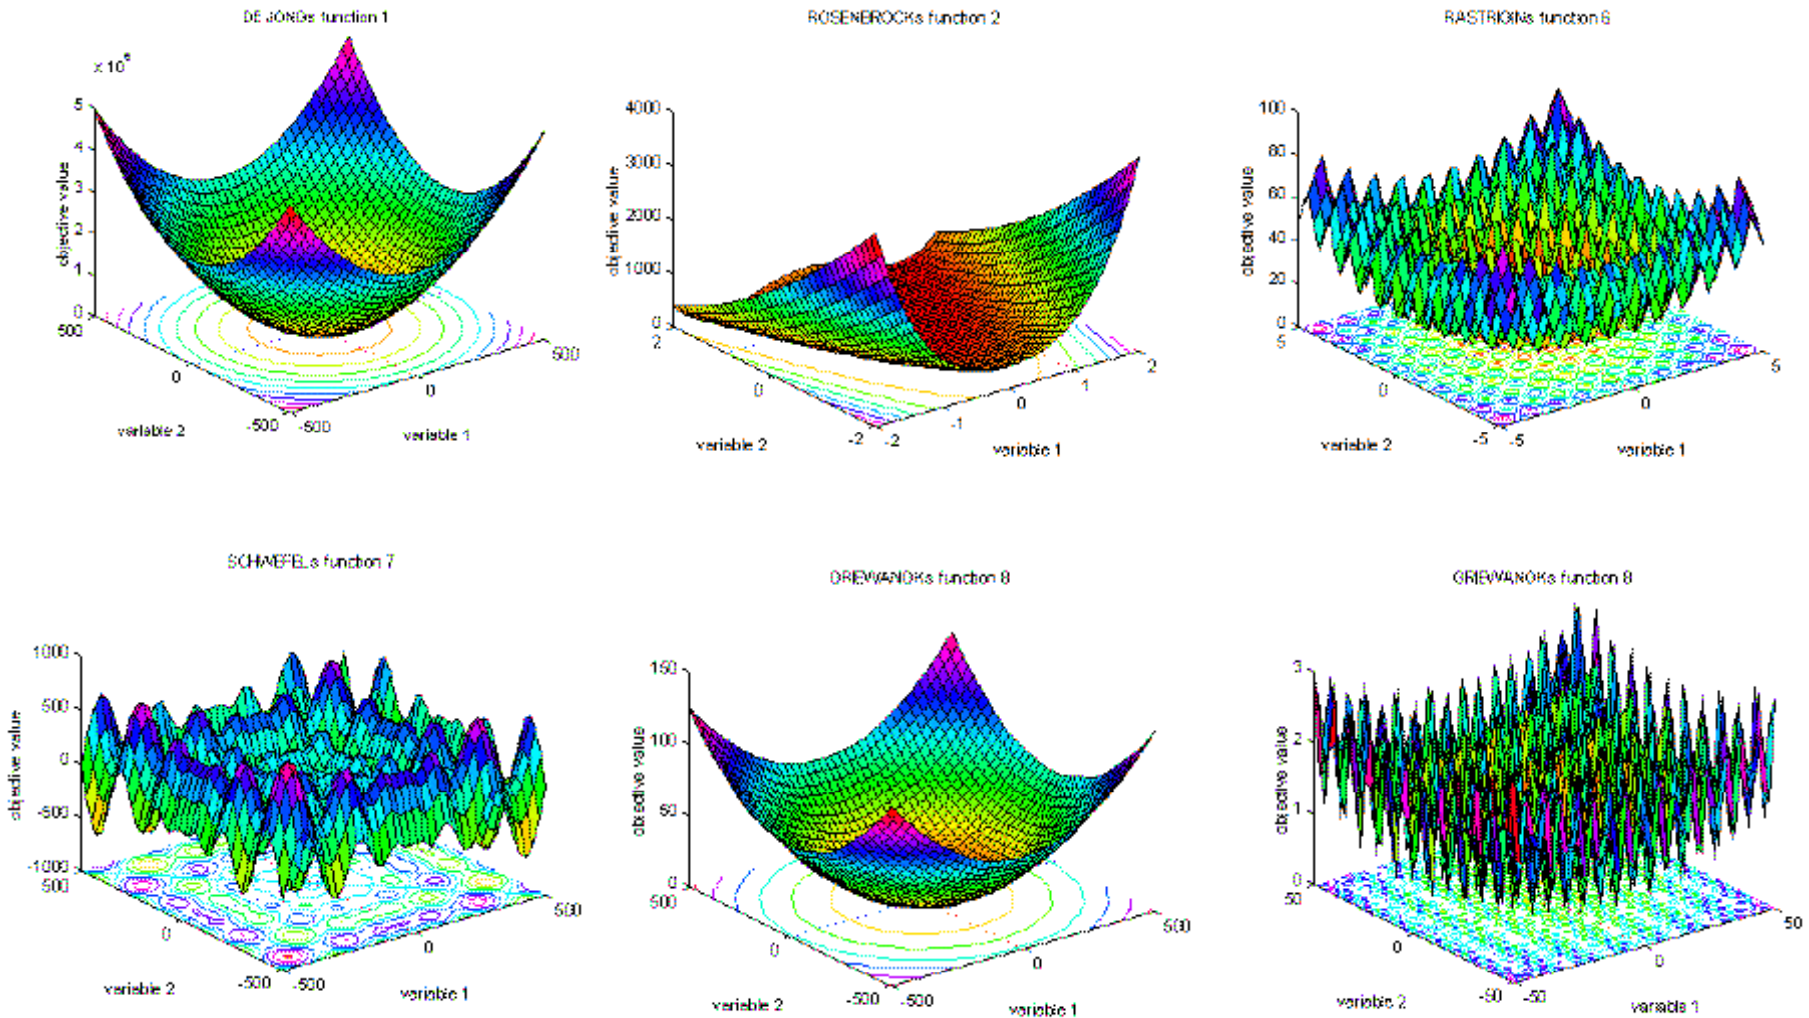 DE JONGs function 1
x 10^6
5
4
3
2
1
0
objective value
500
0
-500
variable 2
-500
0
500
variable 1
ROSENBROCKs function 2
4000
3000
2000
1000
0
objective value
2
0
-2
variable 2
-2
-1
0
1
2
variable 1
RASTRIGINs function 6
100
80
60
40
20
0
objective value
5
0
-5
variable 2
-5
0
5
variable 1
SCHWEFELs function 7
1000
500
0
-500
-1000
objective value
500
0
-500
variable 2
-500
0
500
variable 1
GRIEWANGKs function 8
150
100
50
0
objective value
500
0
-500
variable 2
-500
0
500
variable 1
GRIEWANGKs function 8
3
2
1
0
objective value
50
0
-50
variable 2
-50
0
50
variable 1